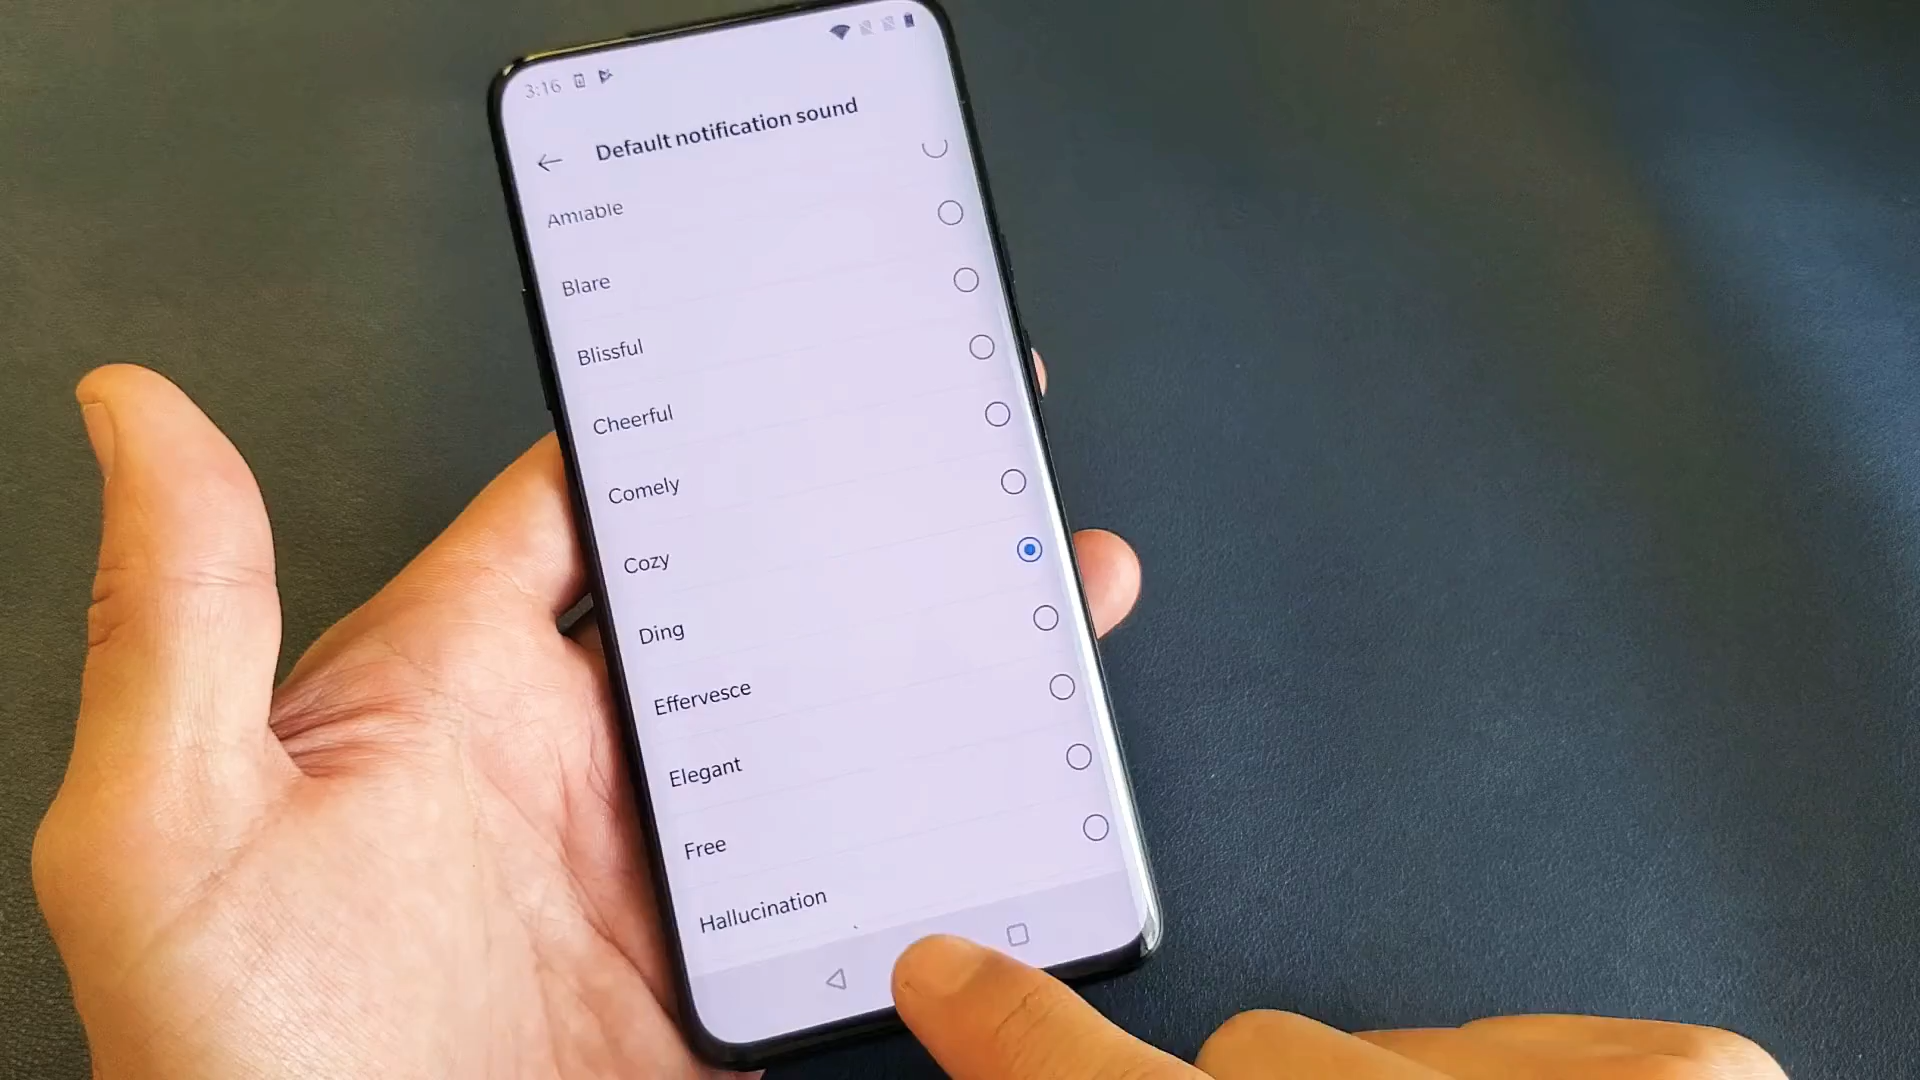 3:16
Default notification sound
Amiable
Blare
Blissful
Cheerful
Comely
Cozy
Ding
Effervesce
Elegant
Free
Hallucination